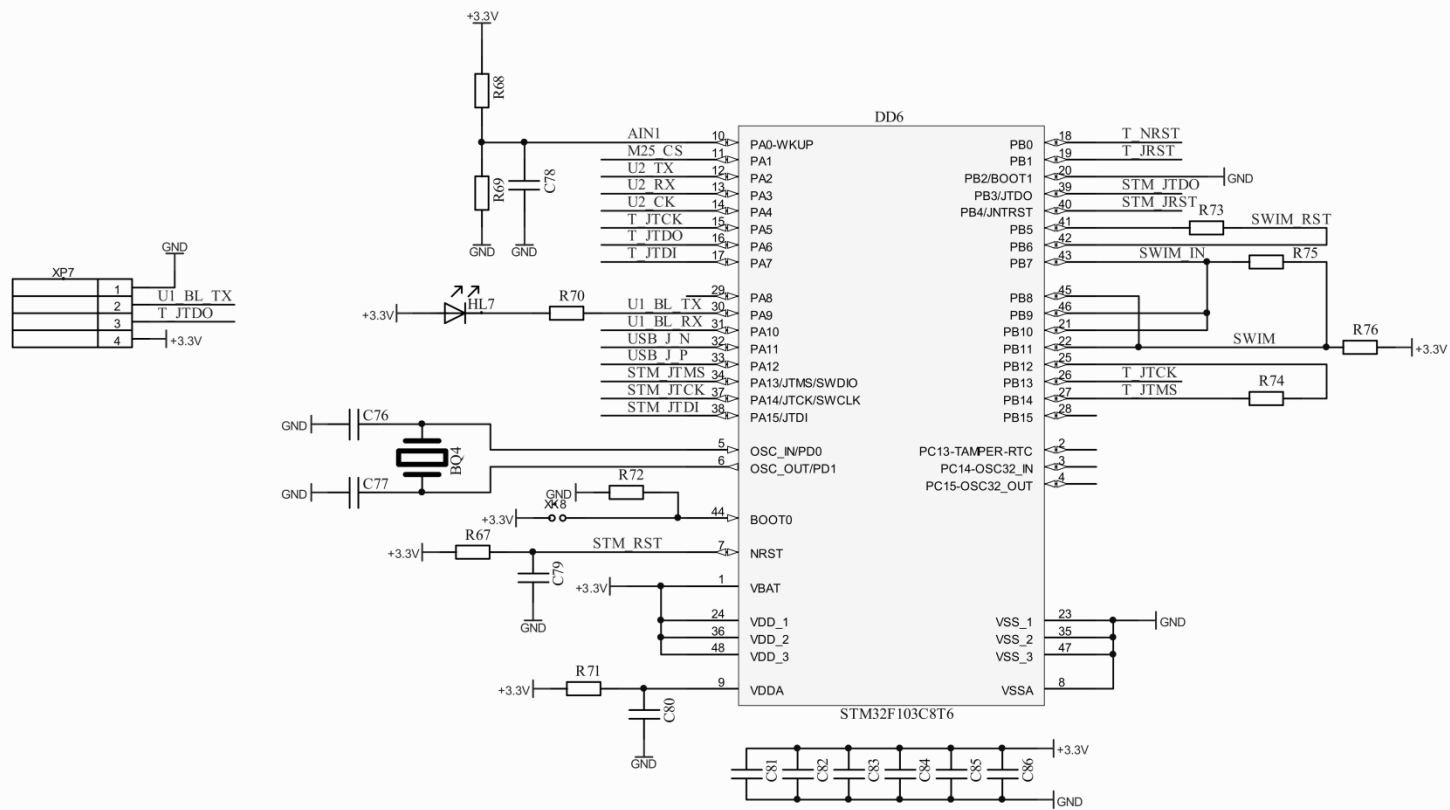 +3.3V
R68
R69
C78
GND
GND
XP7
1
2
3
4
GND
U1_BL_TX
T_JTDO
+3.3V
+3.3V
HL7
R70
GND
C76
BQ4
GND
C77
GND
R72
XK8
+3.3V
+3.3V
R67
STM_RST
C79
GND
+3.3V
+3.3V
R71
C80
GND
DD6
AIN1 10 PA0-WKUP
M25_CS 11 PA1
U2_TX 12 PA2
U2_RX 13 PA3
U2_CK 14 PA4
T_JTCK 15 PA5
T_JTDO 16 PA6
T_JTDI 17 PA7
29 PA8
U1_BL_TX 30 PA9
U1_BL_RX 31 PA10
USB_J_N 32 PA11
USB_J_P 33 PA12
STM_JTMS 34 PA13/JTMS/SWDIO
STM_JTCK 37 PA14/JTCK/SWCLK
STM_JTDI 38 PA15/JTDI
5 OSC_IN/PD0
6 OSC_OUT/PD1
44 BOOT0
7 NRST
1 VBAT
24 VDD_1
36 VDD_2
48 VDD_3
9 VDDA
PB0 18 T_NRST
PB1 19 T_JRST
PB2/BOOT1 20 GND
PB3/JTDO 39 STM_JTDO
PB4/JNTRST 40 STM_JRST
PB5 41 R73 SWIM_RST
PB6 42
PB7 43 SWIM_IN R75
PB8 45
PB9 46
PB10 21
PB11 22 SWIM R76 +3.3V
PB12 25
PB13 26 T_JTCK
PB14 27 T_JTMS R74
PB15 28
PC13-TAMPER-RTC 2
PC14-OSC32_IN 3
PC15-OSC32_OUT 4
VSS_1 23 GND
VSS_2 35
VSS_3 47
VSSA 8
STM32F103C8T6
+3.3V
C81 C82 C83 C84 C85 C86
GND